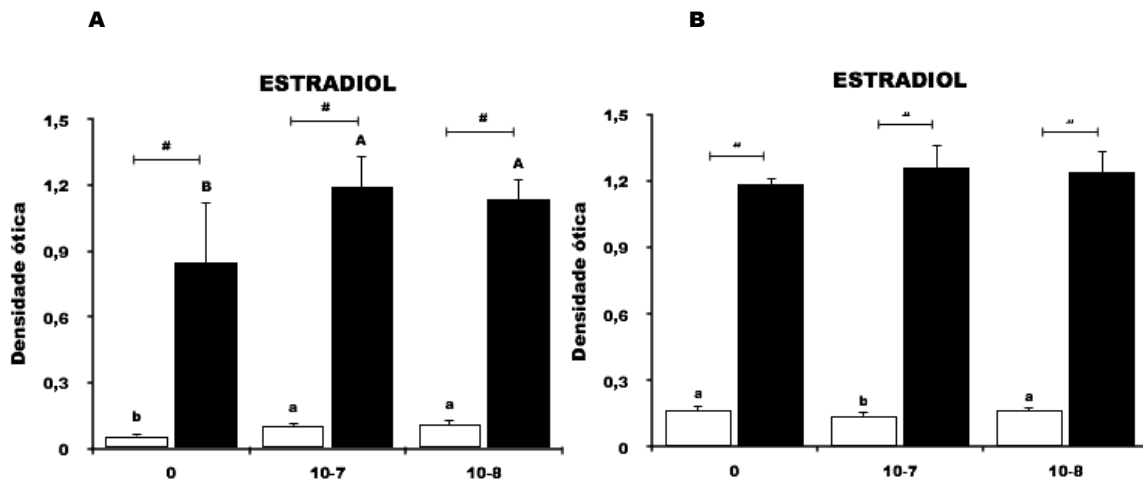 A
ESTRADIOL
Densidade ótica
1,5
1,2
0,9
0,6
0,3
0
#
#
#
B
A
A
b
a
a
0
10-7
10-8
B
ESTRADIOL
Densidade ótica
1,5
1,2
0,9
0,6
0,3
0
a
b
a
0
10-7
10-8